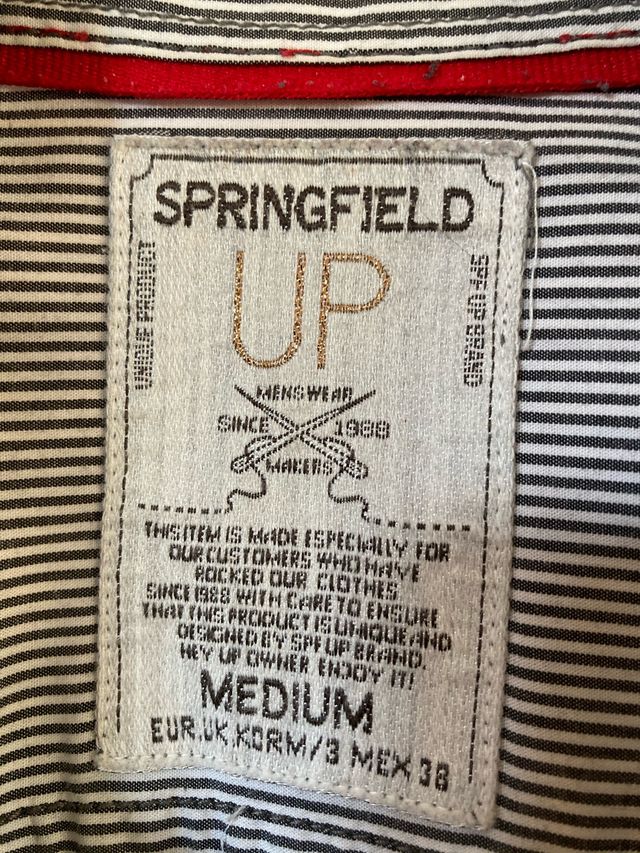 SPRINGFIELD
UP
UNIQUE PRODUCT
SPF UP BRAND
MENSWEAR
SINCE 1988
MAKERS
THIS ITEM IS MADE ESPECIALLY FOR
OUR CUSTOMERS WHO HAVE
ROCKED OUR CLOTHES
SINCE 1988 WITH CARE TO ENSURE
THAT THIS PRODUCT IS UNIQUE AND
DESIGNED BY SPF UP BRAND.
HEY UP OWNER ENJOY IT!
MEDIUM
EUR.UK.KORM/3 MEX 38